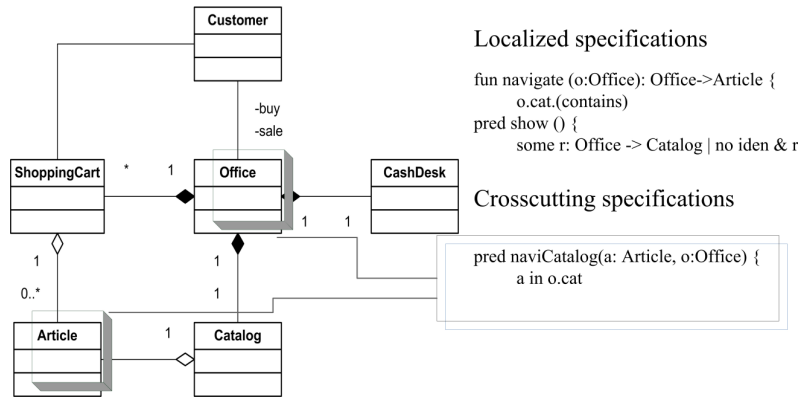 Customer
Localized specifications
fun navigate (o:Office): Office->Article {
o.cat.(contains)
pred show () {
some r: Office -> Catalog | no iden & r
-buy
-sale
ShoppingCart
*
1
Office
CashDesk
Crosscutting specifications
1
1
pred naviCatalog(a: Article, o:Office) {
a in o.cat
1
1
0..*
1
Article
1
Catalog